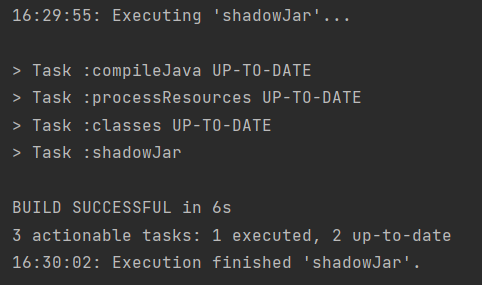 16:29:55: Executing 'shadowJar'...
> Task :compileJava UP-TO-DATE
> Task :processResources UP-TO-DATE
> Task :classes UP-TO-DATE
> Task :shadowJar
BUILD SUCCESSFUL in 6s
3 actionable tasks: 1 executed, 2 up-to-date
16:30:02: Execution finished 'shadowJar'.